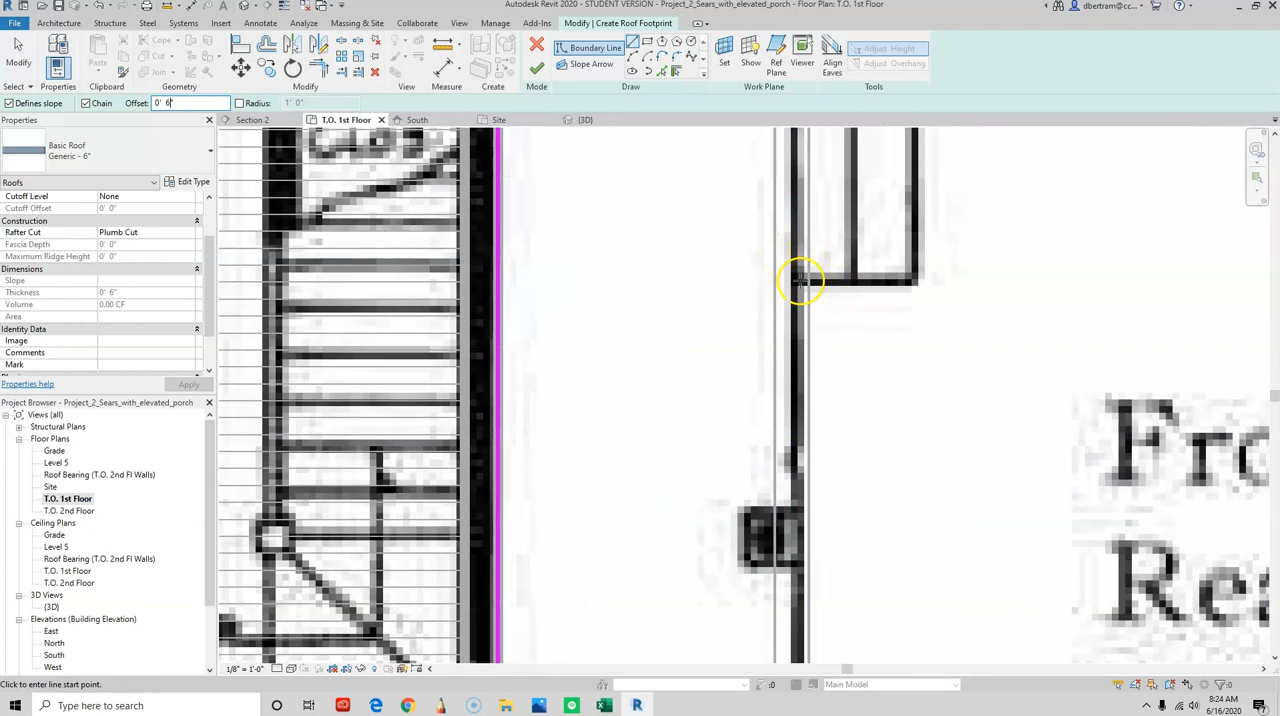 Autodesk Revit 2020 - STUDENT VERSION - Project_2_Sears_with_elevated_porch - Floor Plan: T.O. 1st Floor
dbertram@cc...
File Architecture Structure Steel Systems Insert Annotate Analyze Massing & Site Collaborate View Manage Add-Ins Modify | Create Roof Footprint
Modify
Paste
Cope
Cut
Join
Boundary Line
Slope Arrow
Set Show Ref Plane Viewer Align Eaves
Adjust Height
Adjust Overhang
Select Properties Clipboard Geometry Modify View Measure Create Mode Draw Work Plane Tools
Defines slope Chain Offset: 0' 6" Radius: 1' 0"
Properties
Section 2 T.O. 1st Floor South Site {3D}
Basic Roof
Generic - 6"
Roofs Edit Type
Cutoff Level None
Cutoff Offset 0' 0"
Construction
Rafter Cut Plumb Cut
Fascia Depth 0' 0"
Maximum Ridge Height 0' 0"
Dimensions
Slope
Thickness
Volume 0.00 CF
Area
Identity Data
Image
Comments
Mark
Properties help Apply
Project Browser - Project_2_Sears_with_elevated_porch
Views (all)
Structural Plans
Floor Plans
Grade
Level 5
Roof Bearing (T.O. 2nd Fl Walls)
Site
T.O. 1st Floor
T.O. 2nd Floor
Ceiling Plans
Grade
Level 5
Roof Bearing (T.O. 2nd Fl Walls)
T.O. 1st Floor
T.O. 2nd Floor
3D Views
{3D}
Elevations (Building Elevation)
East
North
South
West
Pro
Re
1/8" = 1'-0"
Click to enter line start point.
:0
Main Model
:0
Type here to search
8:24 AM
6/16/2020